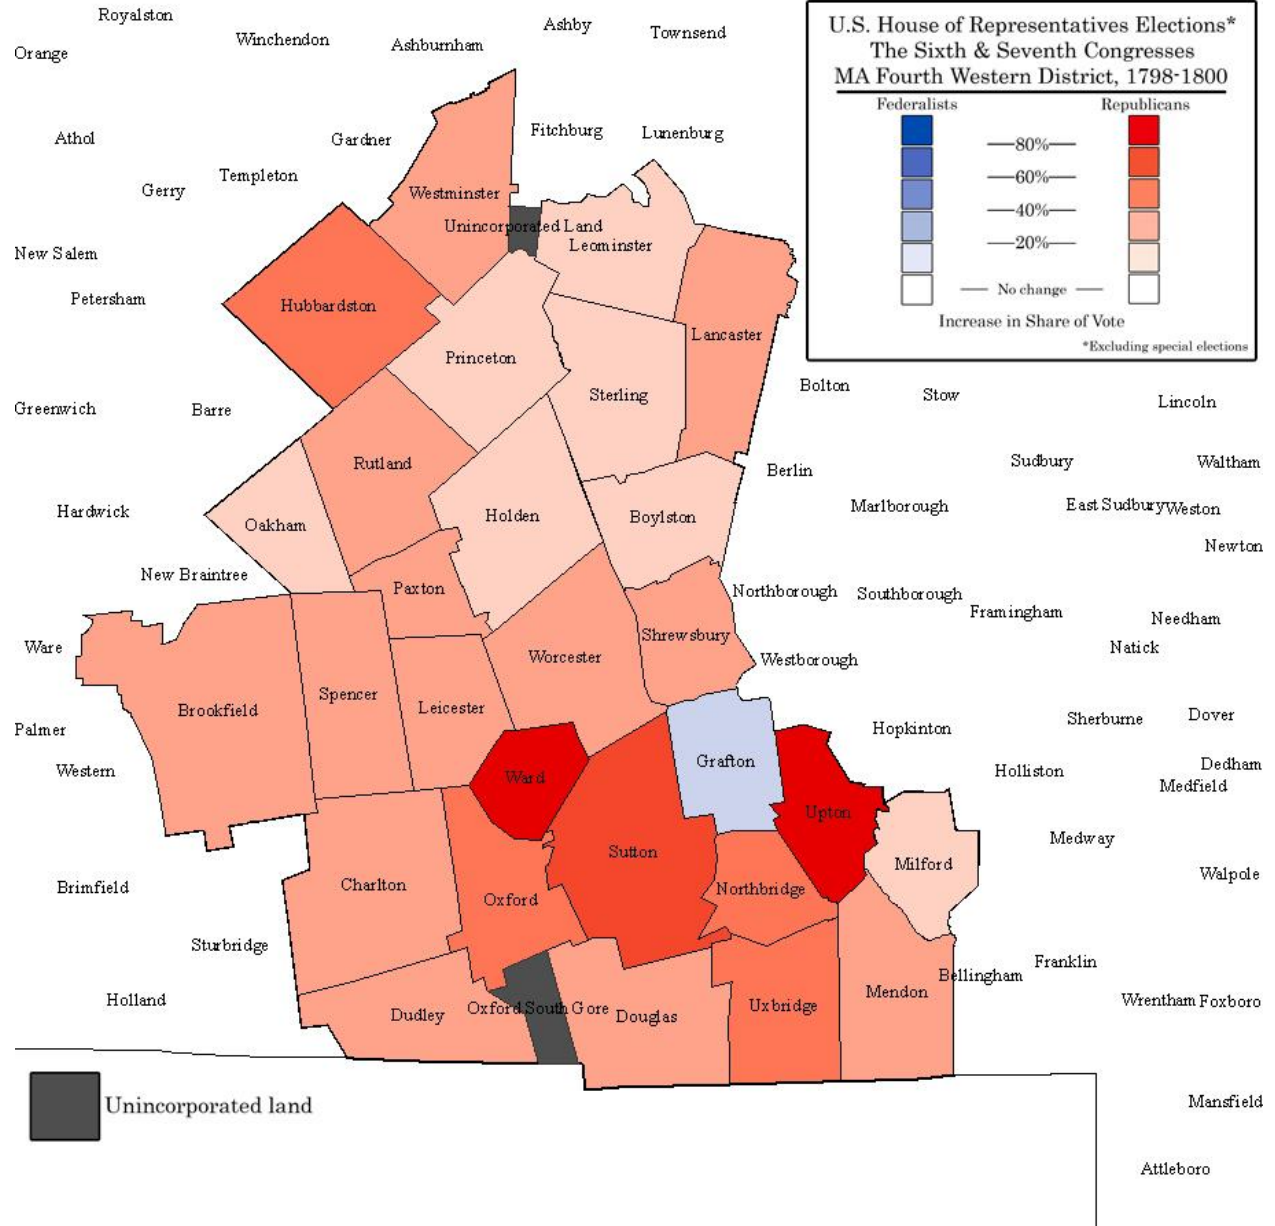 U.S. House of Representatives Elections*
The Sixth & Seventh Congresses
MA Fourth Western District, 1798-1800
Federalists
Republicans
80%
60%
40%
20%
No change
Increase in Share of Vote
*Excluding special elections
Royalston
Ashby
Townsend
Winchendon
Ashburnham
Orange
Fitchburg
Lunenburg
Athol
Gardner
Templeton
Gerry
Westminster
Unincorporated Land
Leominster
New Salem
Petersham
Hubbardston
Lancaster
Princeton
Bolton
Stow
Sterling
Lincoln
Greenwich
Barre
Rutland
Berlin
Sudbury
Waltham
Marlborough
East Sudbury
Weston
Hardwick
Oakham
Holden
Boylston
Newton
New Braintree
Paxton
Northborough
Southborough
Framingham
Needham
Ware
Shrewsbury
Natick
Worcester
Westborough
Spencer
Brookfield
Leicester
Sherburne
Dover
Palmer
Hopkinton
Western
Ward
Grafton
Holliston
Dedham
Medfield
Upton
Medway
Sutton
Milford
Walpole
Brimfield
Charlton
Oxford
Northbridge
Sturbridge
Bellingham
Franklin
Holland
Mendon
Wrentham
Foxboro
Dudley
Oxford South Gore
Douglas
Uxbridge
Unincorporated land
Mansfield
Attleboro